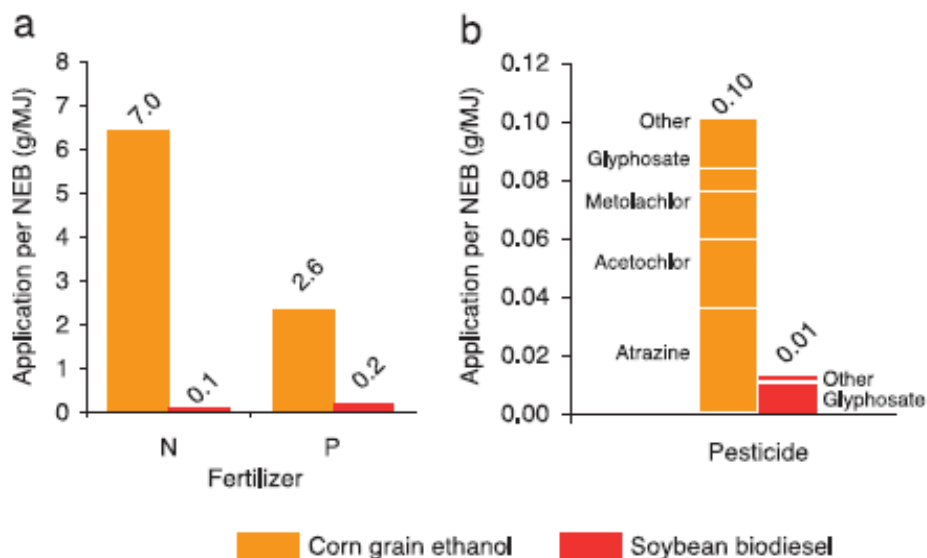 a
Application per NEB (g/MJ)
8
7
6
5
4
3
2
1
0
7.0
0.1
2.6
0.2
N
P
Fertilizer
b
Application per NEB (g/MJ)
0.12
0.10
0.08
0.06
0.04
0.02
0.00
Other
Glyphosate
Metolachlor
Acetochlor
Atrazine
0.10
0.01
Other
Glyphosate
Pesticide
Corn grain ethanol
Soybean biodiesel